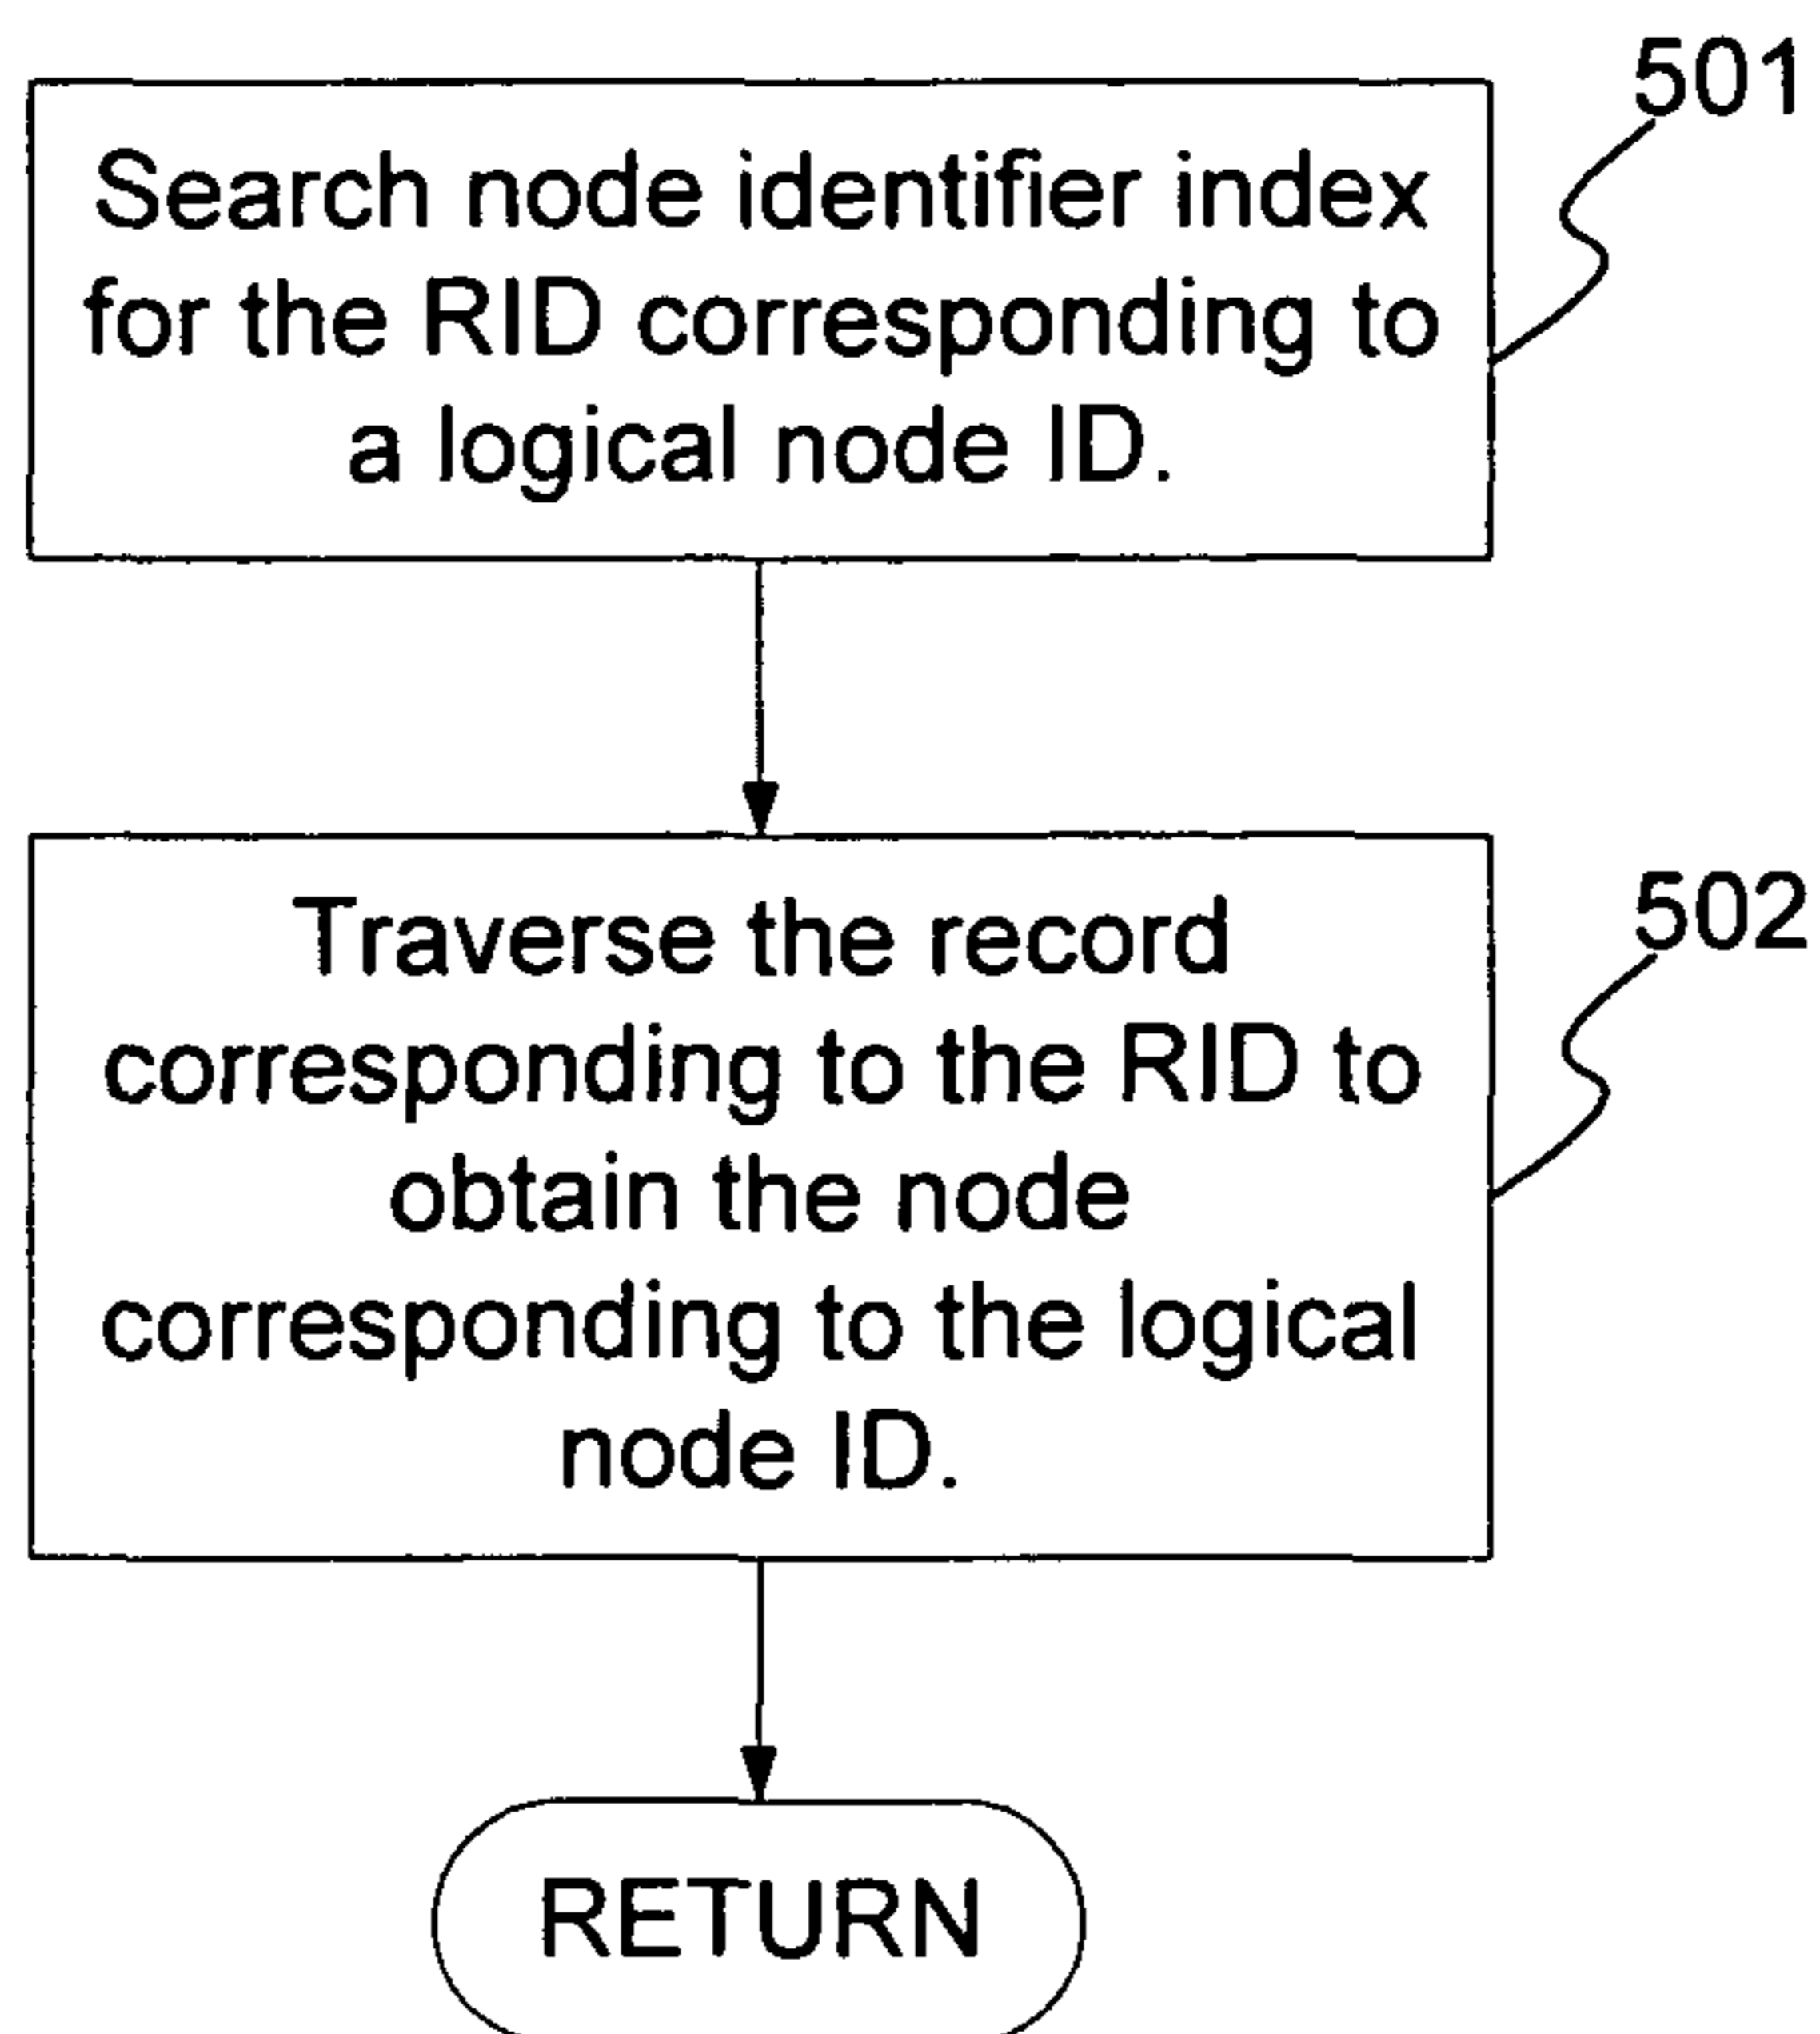 501
Search node identifier index
for the RID corresponding to
a logical node ID.
502
Traverse the record
corresponding to the RID to
obtain the node
corresponding to the logical
node ID.
RETURN